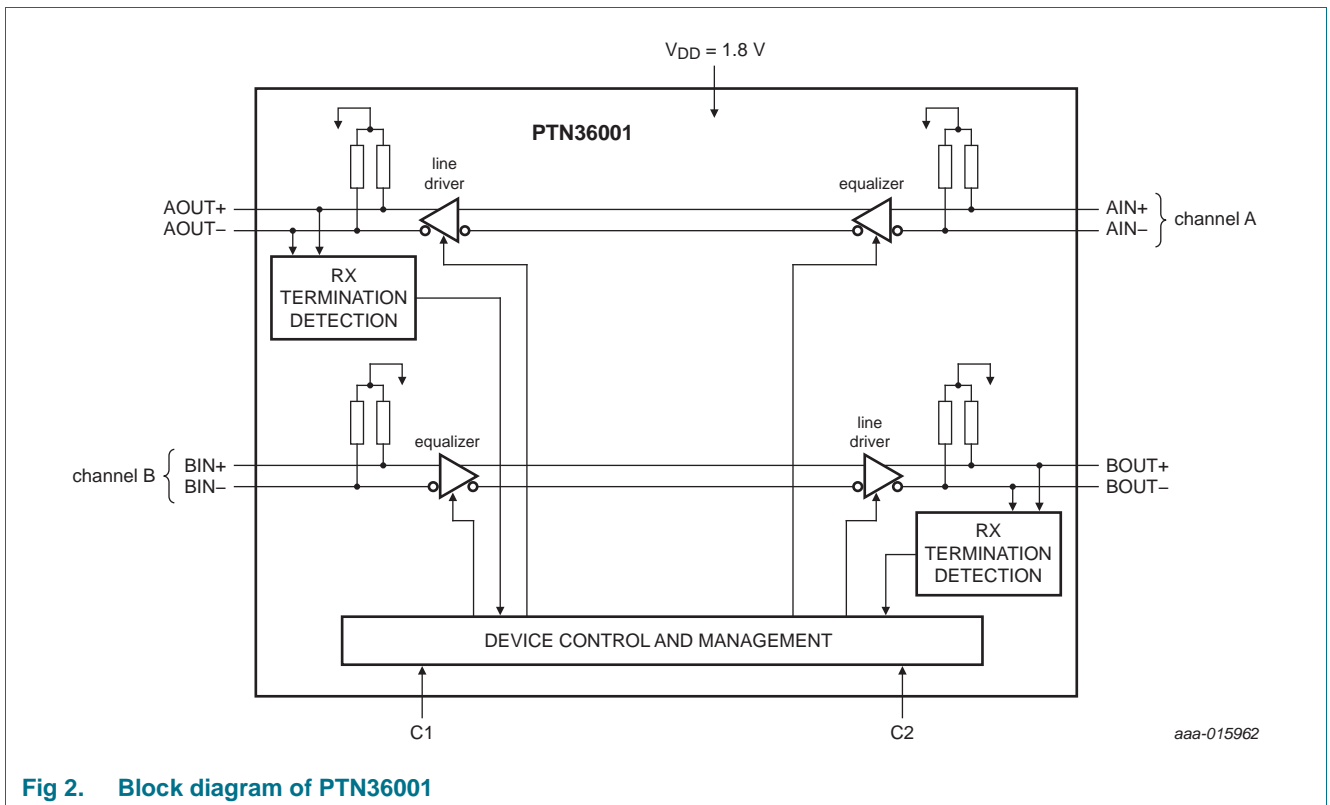 VDD = 1.8 V
PTN36001
line
driver
equalizer
AOUT+
AOUT−
AIN+
AIN−
channel A
RX
TERMINATION
DETECTION
equalizer
line
driver
channel B
BIN+
BIN−
BOUT+
BOUT−
RX
TERMINATION
DETECTION
DEVICE CONTROL AND MANAGEMENT
C1
C2
aaa-015962
Fig 2. Block diagram of PTN36001